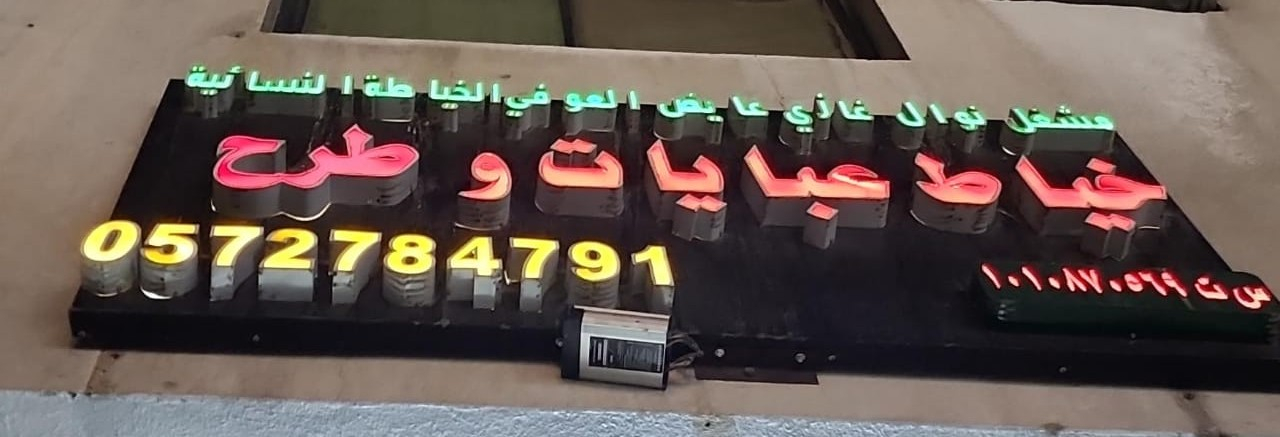 مشغل نوال غازي عايض العوفي الخياطة النسائية
خياط عبايات و طرح
0572784791
س ت ١٠١٠٨٧٠٥٦٩